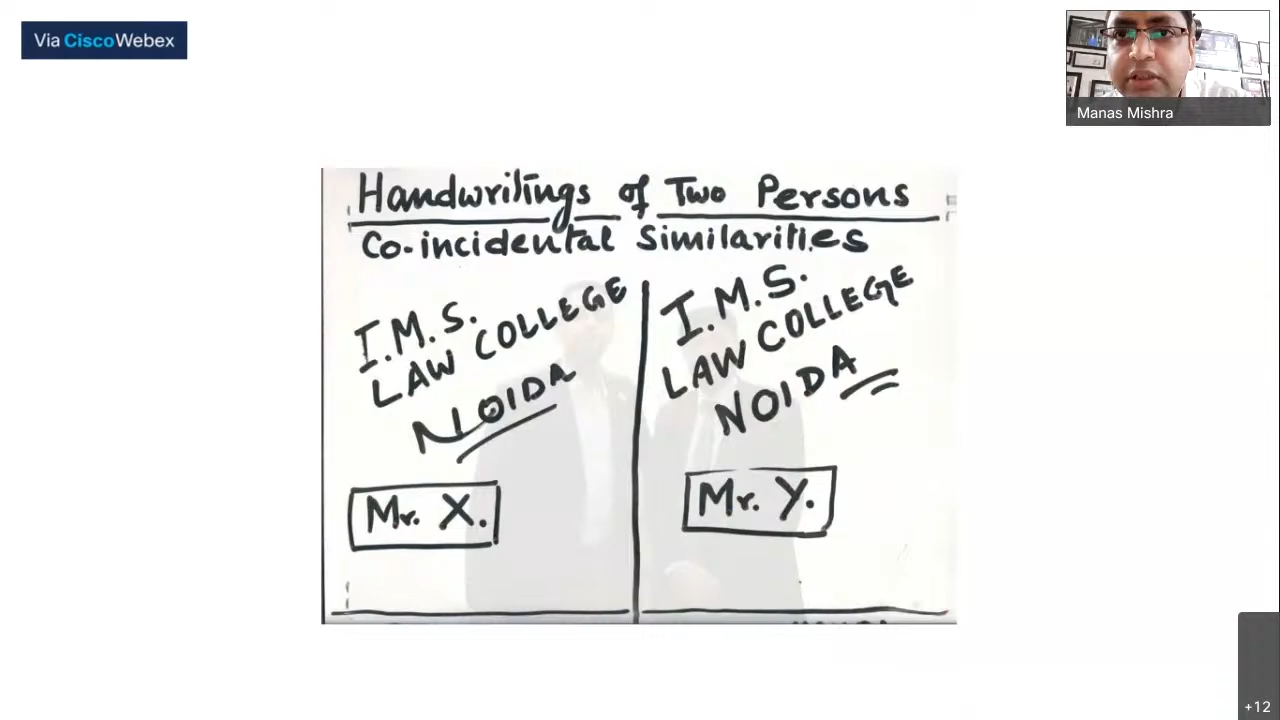 Via CiscoWebex
Manas Mishra
Handwritings of Two Persons
Co-incidental Similarities
I.M.S.
LAW COLLEGE
NOIDA
Mr. X.
I.M.S.
LAW COLLEGE
NOIDA
Mr. Y.
+12